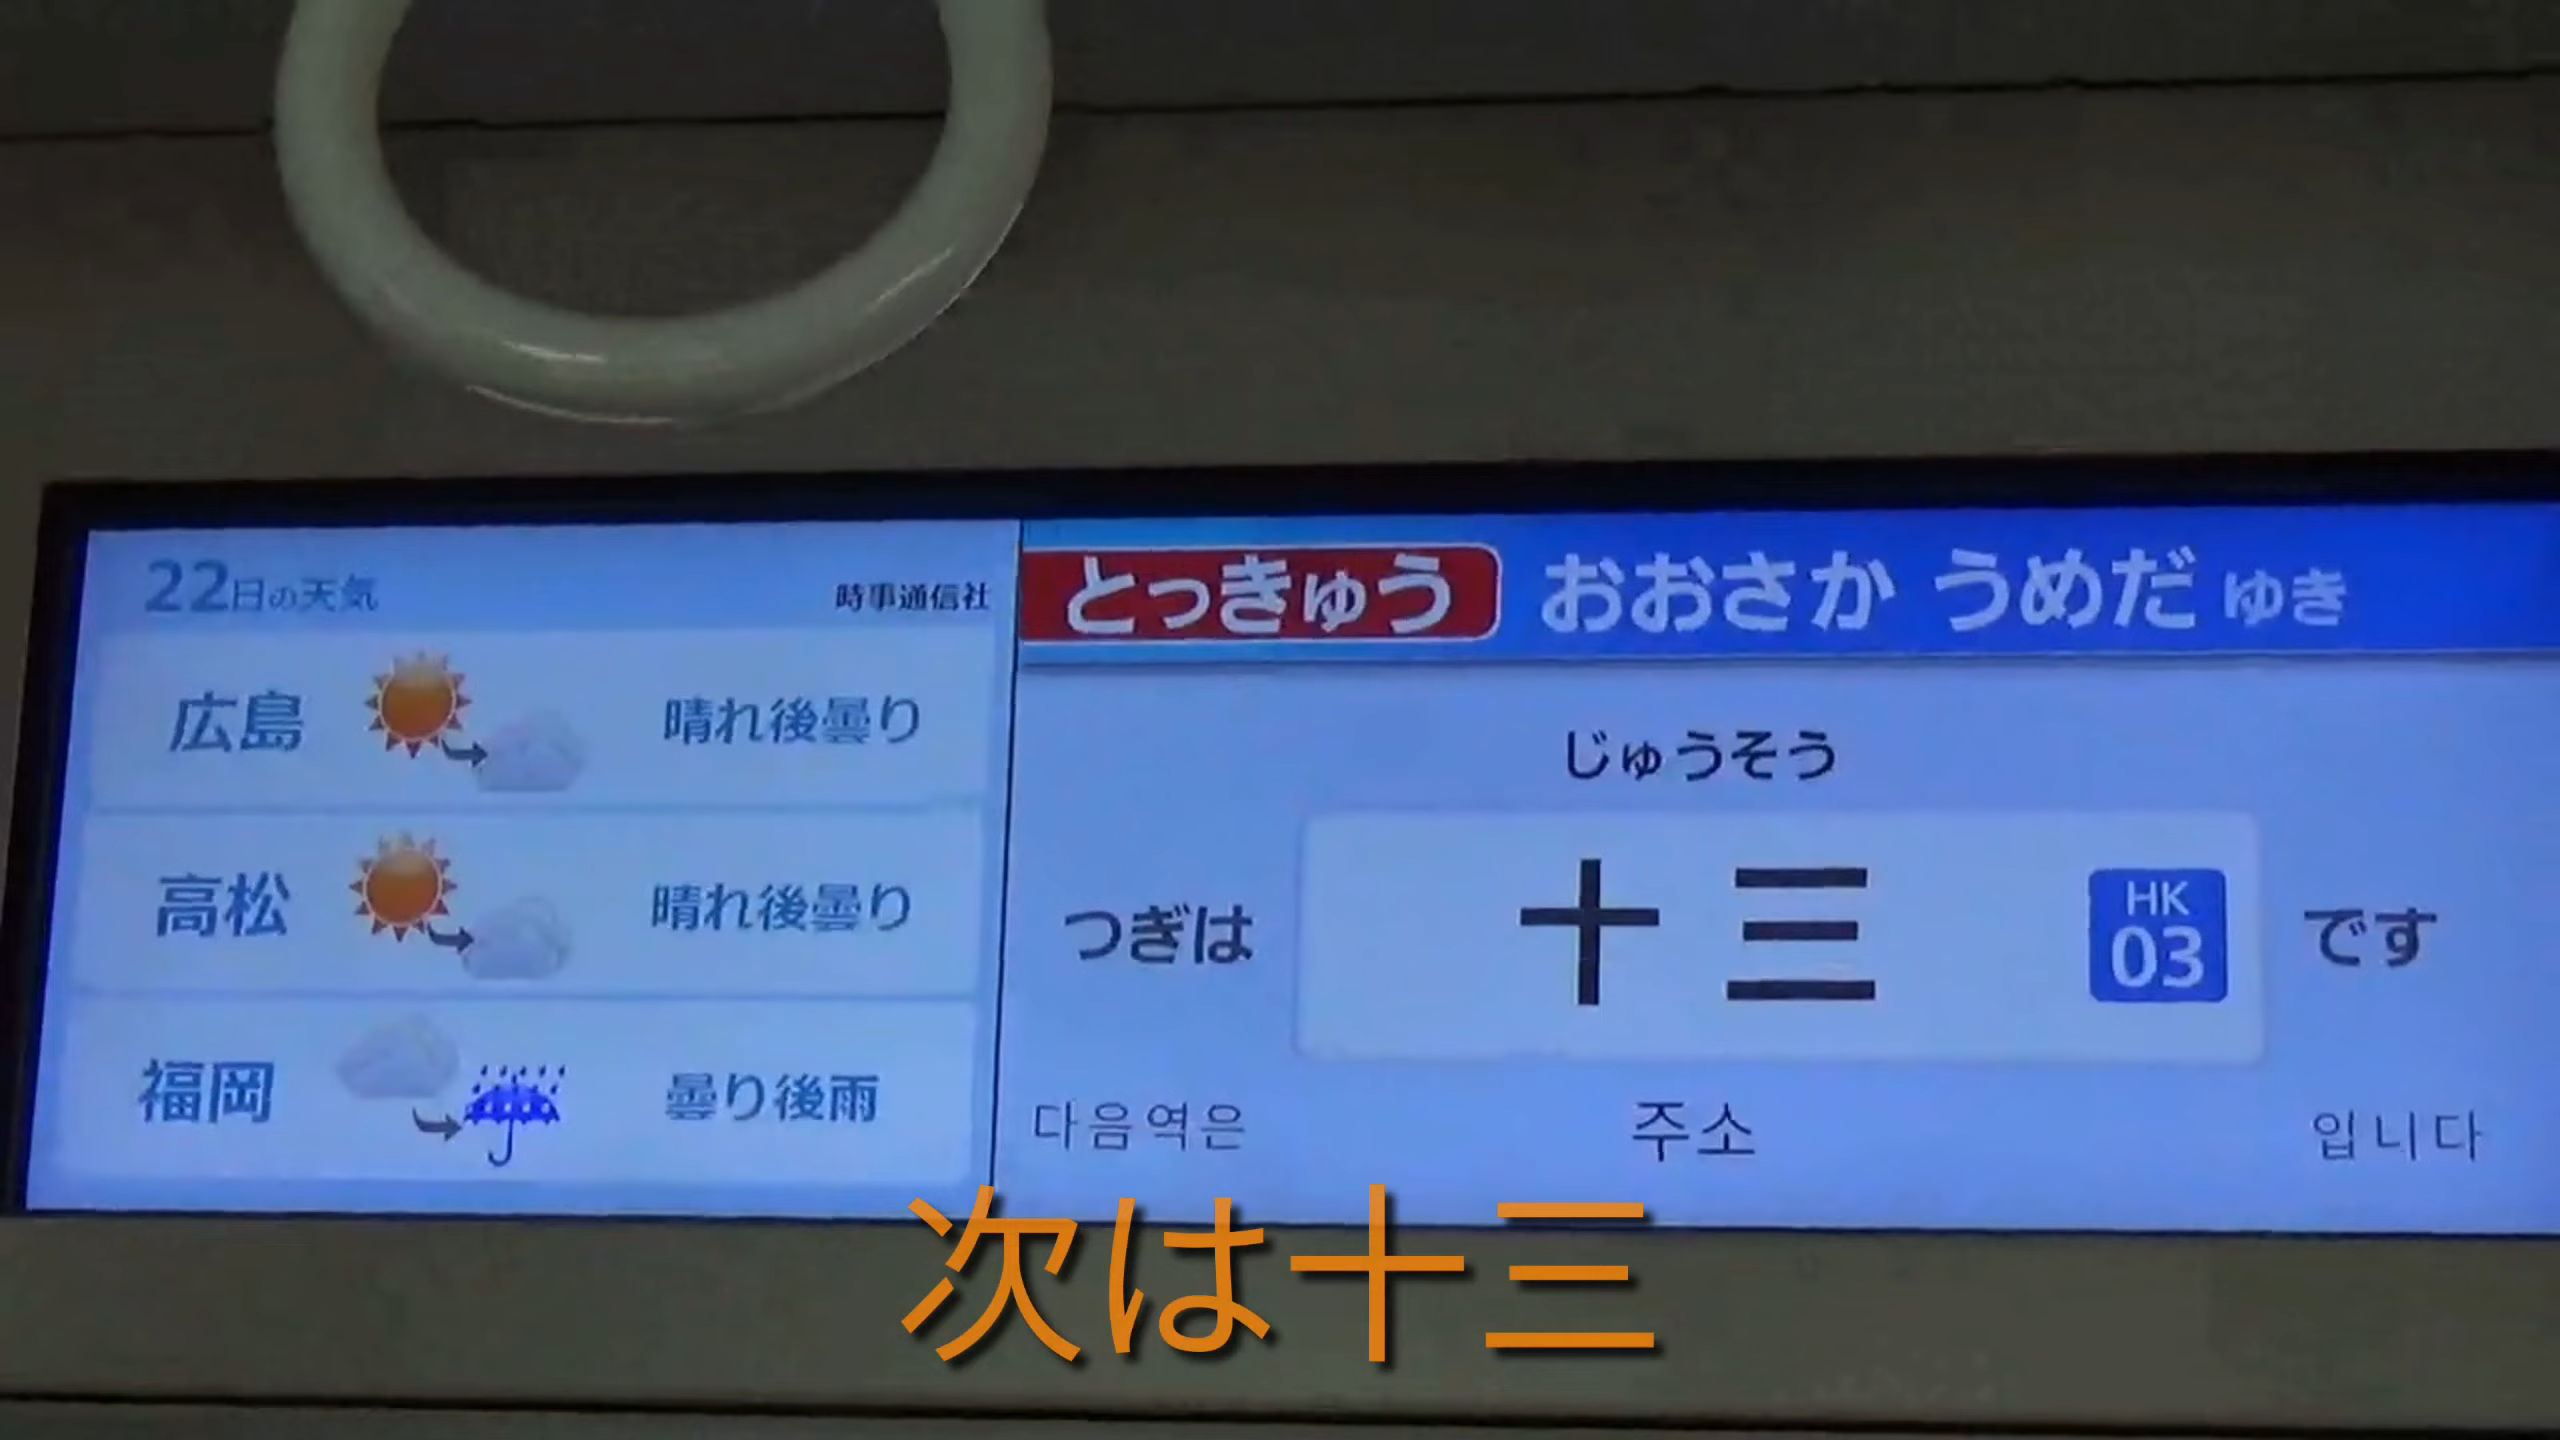 22日の天気 時事通信社
広島 晴れ後曇り
高松 晴れ後曇り
福岡 曇り後雨
とっきゅう おおさか うめだ ゆき
じゅうそう
つぎは 十三 HK 03 です
다음역은 주소 입니다
次は十三